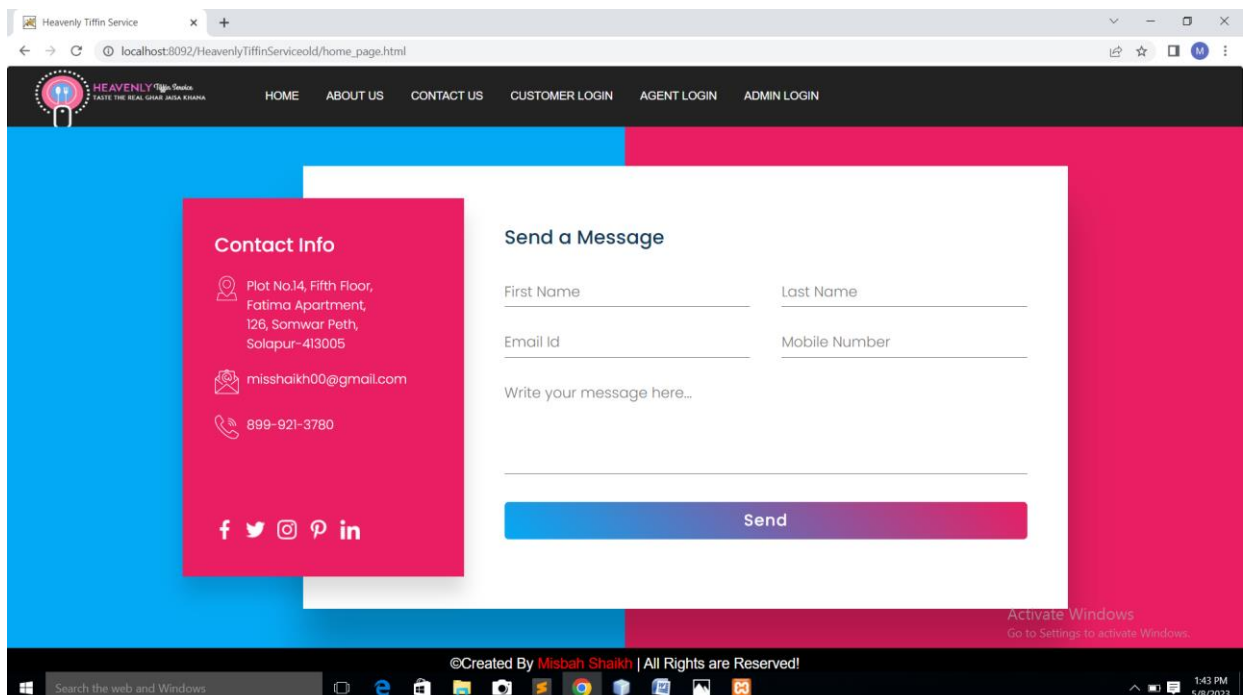 Heavenly Tiffin Service
localhost:8092/HeavenlyTiffinServiceold/home_page.html
M
HEAVENLY Tiffin Service
TASTE THE REAL GHAR JAISA KHANA
HOME ABOUT US CONTACT US CUSTOMER LOGIN AGENT LOGIN ADMIN LOGIN
Contact Info
Plot No.14, Fifth Floor,
Fatima Apartment,
126, Somwar Peth,
Solapur-413005
misshaikh00@gmail.com
899-921-3780
Send a Message
First Name Last Name
Email Id Mobile Number
Write your message here...
Send
Activate Windows
Go to Settings to activate Windows.
©Created By Misbah Shaikh | All Rights are Reserved!
Search the web and Windows
1:43 PM
5/8/2023